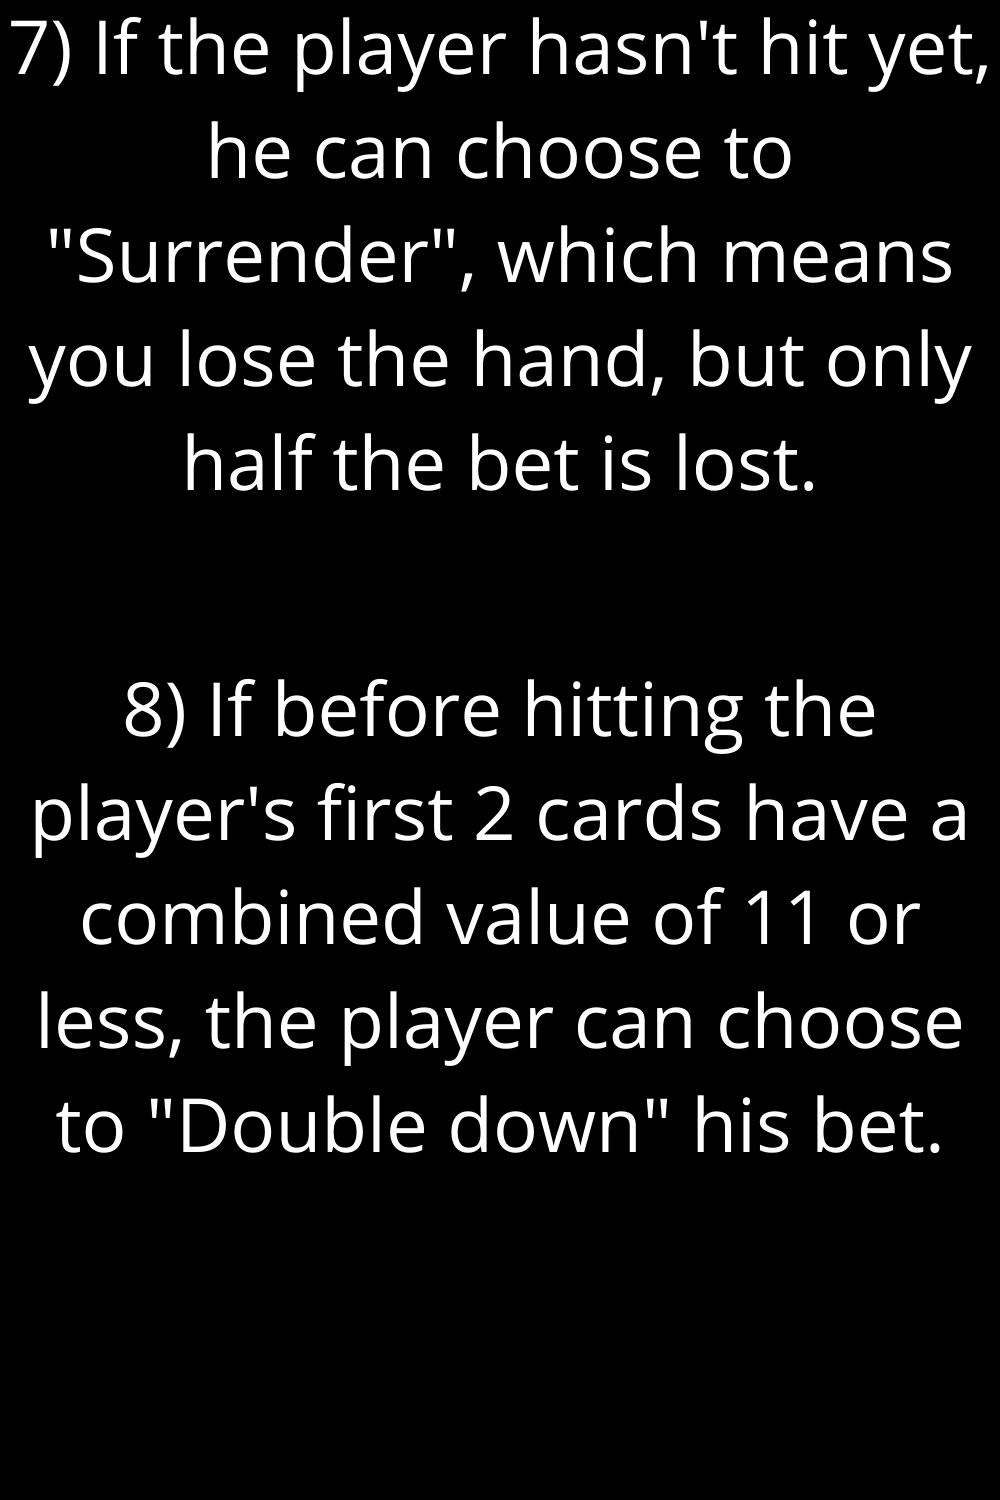 7) If the player hasn't hit yet,
he can choose to
"Surrender", which means
you lose the hand, but only
half the bet is lost.
8) If before hitting the
player's first 2 cards have a
combined value of 11 or
less, the player can choose
to "Double down" his bet.